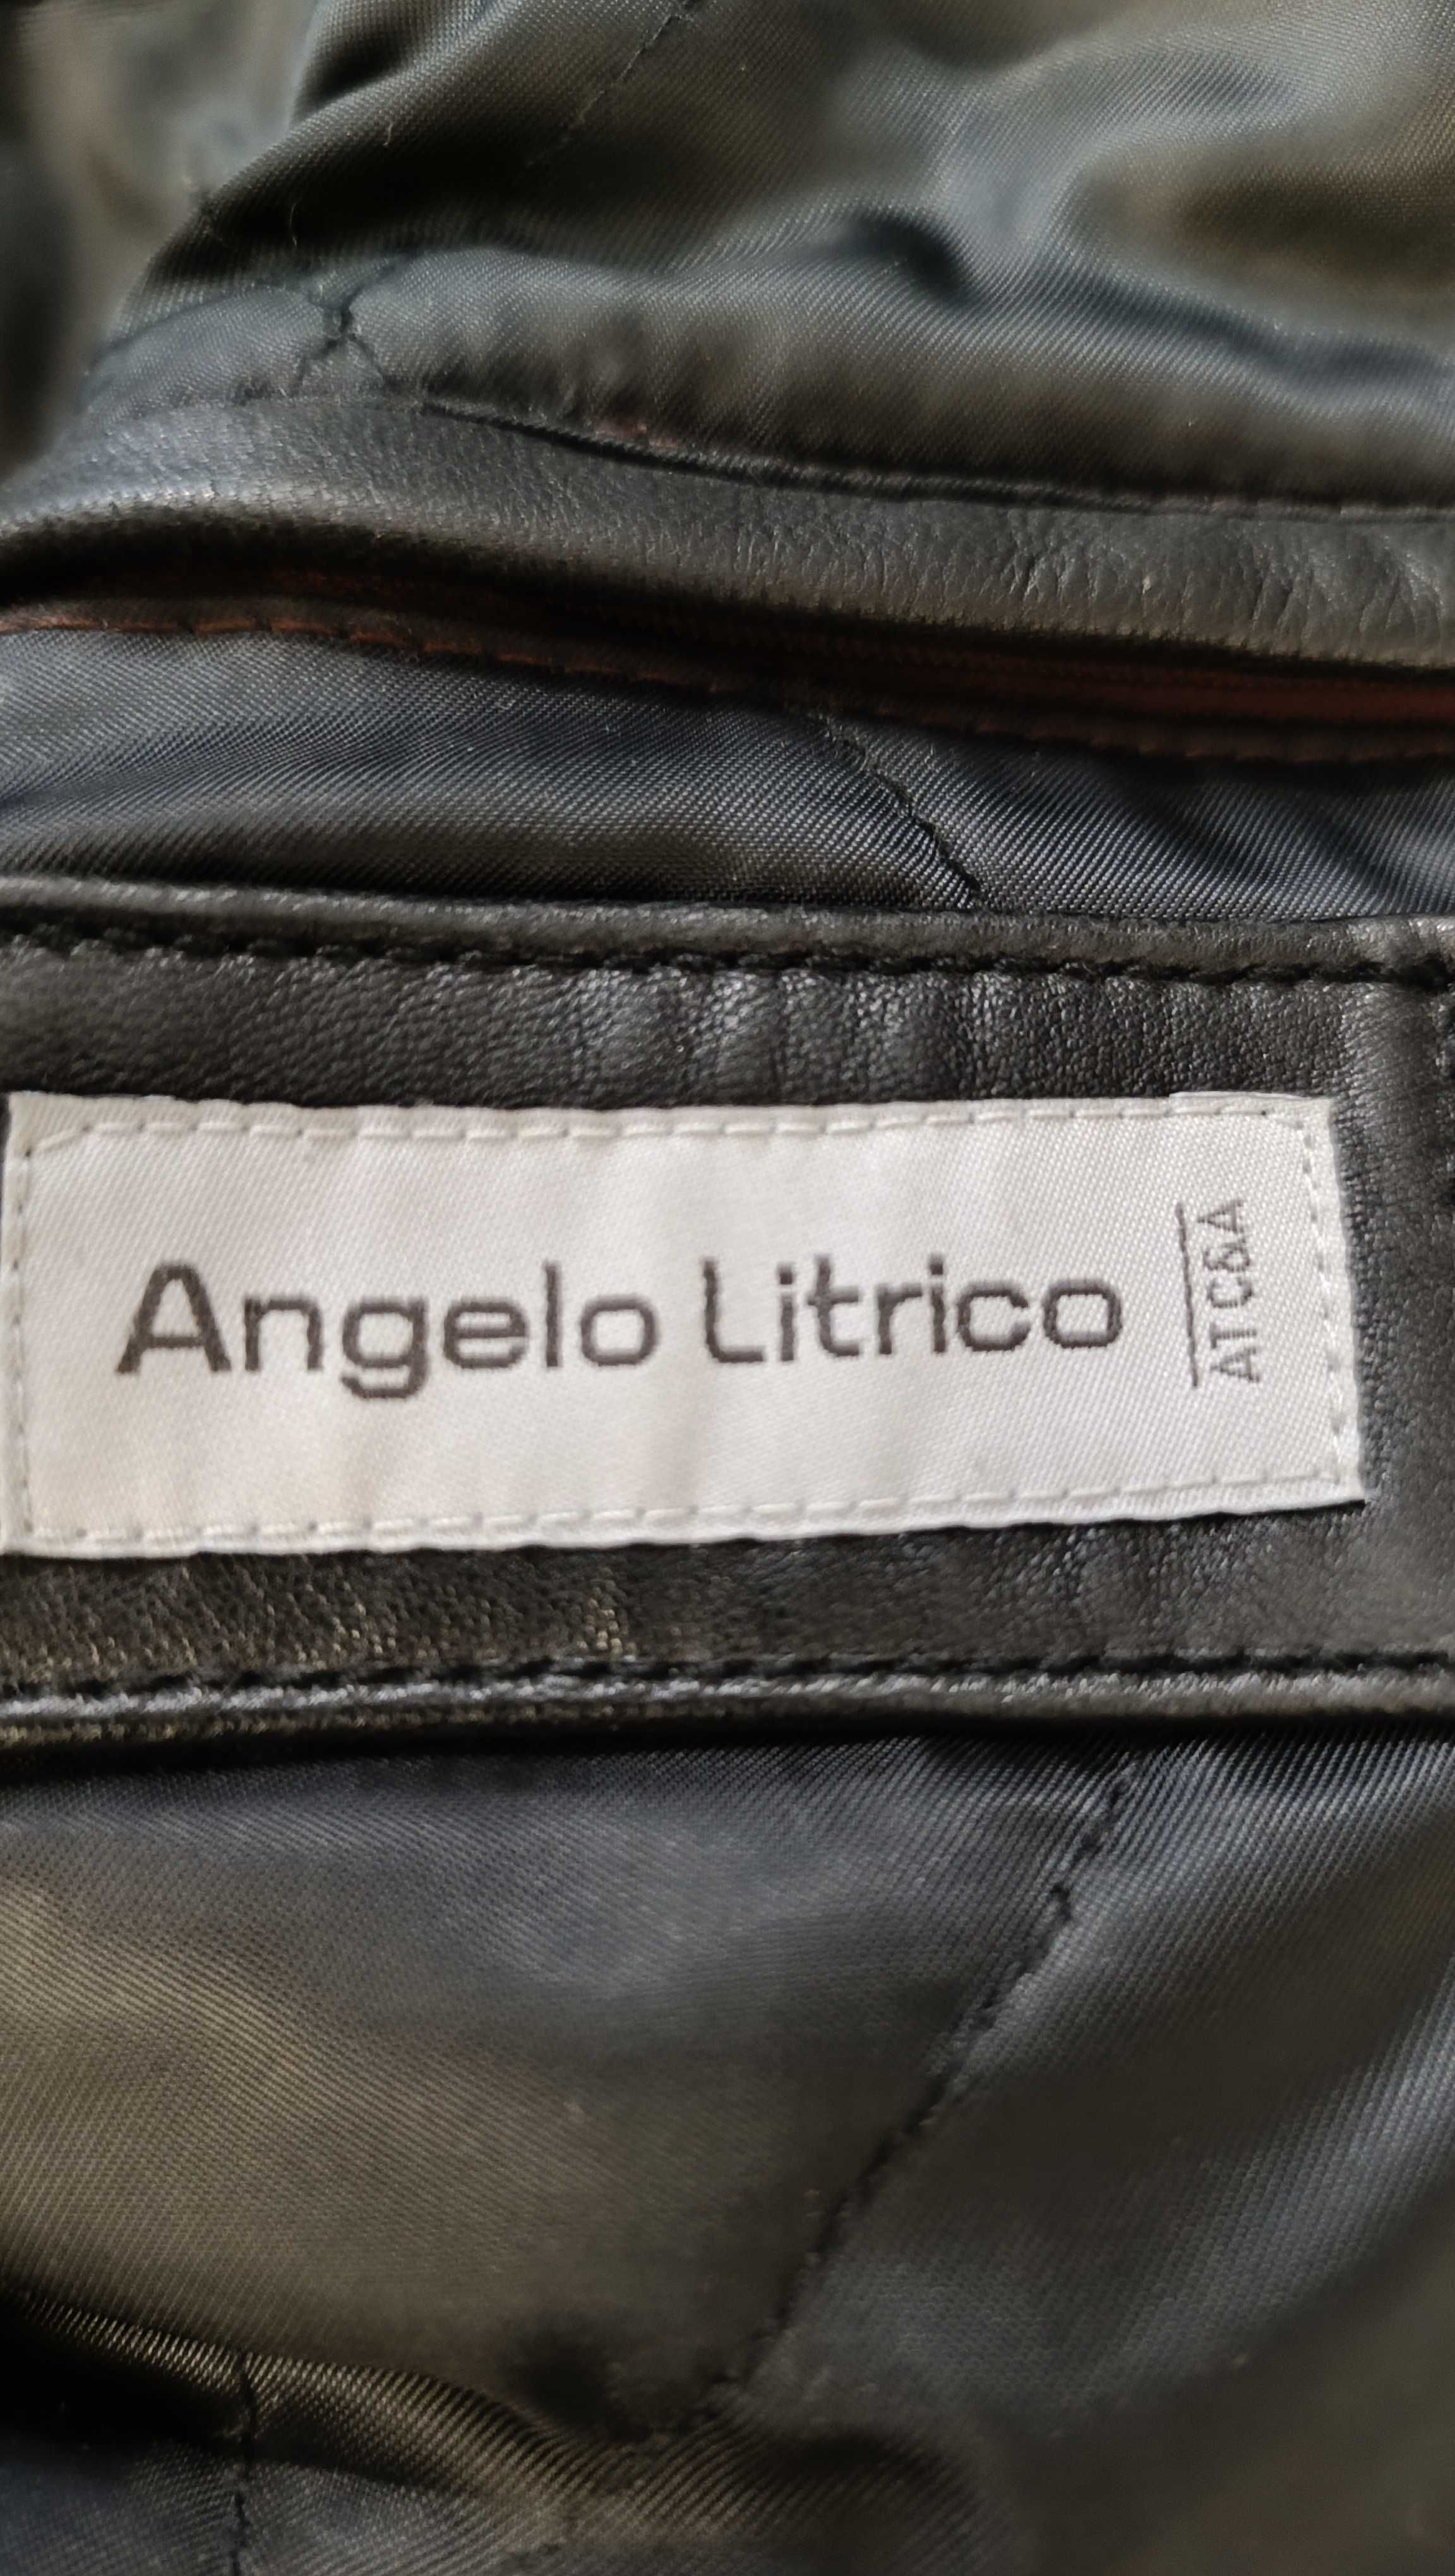 Angelo Litrico
AT C&A